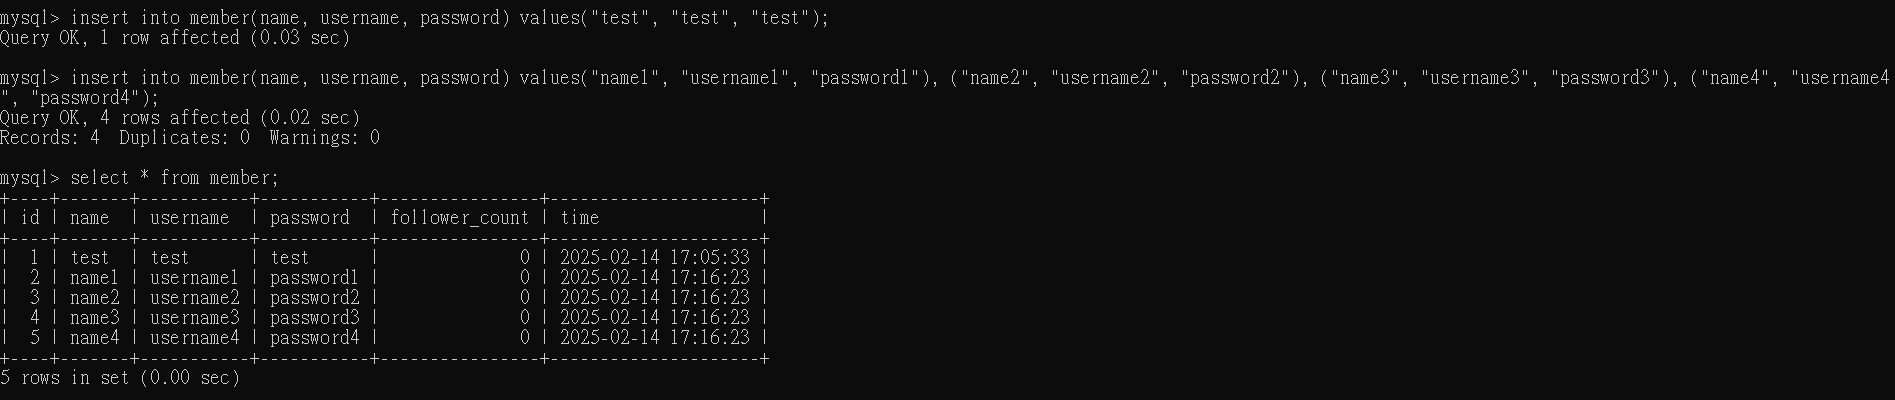 mysql> insert into member(name, username, password) values("test", "test", "test");
Query OK, 1 row affected (0.03 sec)

mysql> insert into member(name, username, password) values("name1", "username1", "password1"), ("name2", "username2", "password2"), ("name3", "username3", "password3"), ("name4", "username4
", "password4");
Query OK, 4 rows affected (0.02 sec)
Records: 4  Duplicates: 0  Warnings: 0

mysql> select * from member;
+----+-------+-----------+-----------+----------------+---------------------+
| id | name  | username  | password  | follower_count | time                |
+----+-------+-----------+-----------+----------------+---------------------+
|  1 | test  | test      | test      |              0 | 2025-02-14 17:05:33 |
|  2 | name1 | username1 | password1 |              0 | 2025-02-14 17:16:23 |
|  3 | name2 | username2 | password2 |              0 | 2025-02-14 17:16:23 |
|  4 | name3 | username3 | password3 |              0 | 2025-02-14 17:16:23 |
|  5 | name4 | username4 | password4 |              0 | 2025-02-14 17:16:23 |
+----+-------+-----------+-----------+----------------+---------------------+
5 rows in set (0.00 sec)